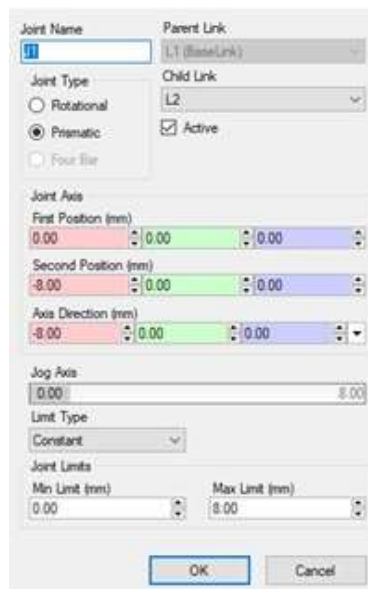 Joint Name
Parent Link
J1
L1 (BaseLink)
Joint Type
Child Link
Rotational
L2
Prismatic
Active
Four Bar
Joint Axis
First Position (mm)
0.00 0.00 0.00
Second Position (mm)
-8.00 0.00 0.00
Axis Direction (mm)
-8.00 0.00 0.00
Jog Axis
0.00 8.00
Limit Type
Constant
Joint Limits
Min Limit (mm) Max Limit (mm)
0.00 8.00
OK Cancel